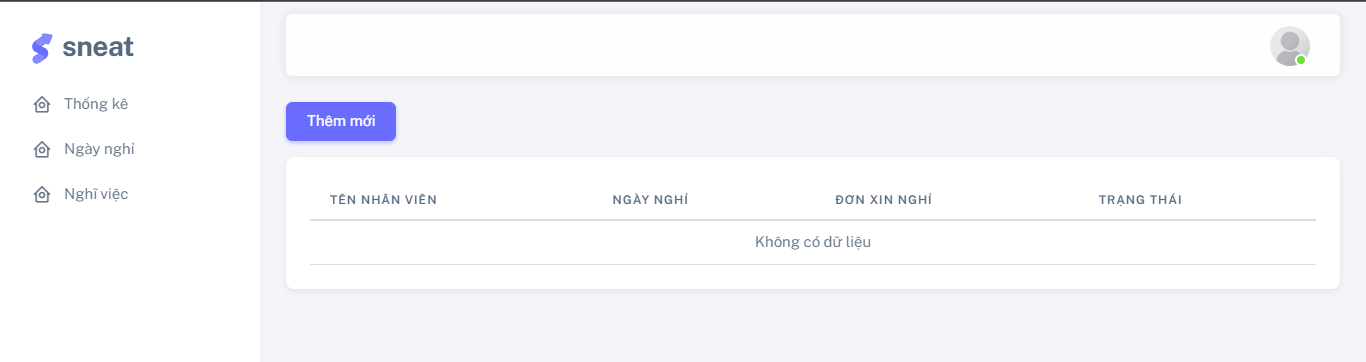 sneat
Thống kê
Ngày nghỉ
Nghĩ việc
Thêm mới
TÊN NHÂN VIÊN NGÀY NGHỈ ĐƠN XIN NGHỈ TRẠNG THÁI
Không có dữ liệu